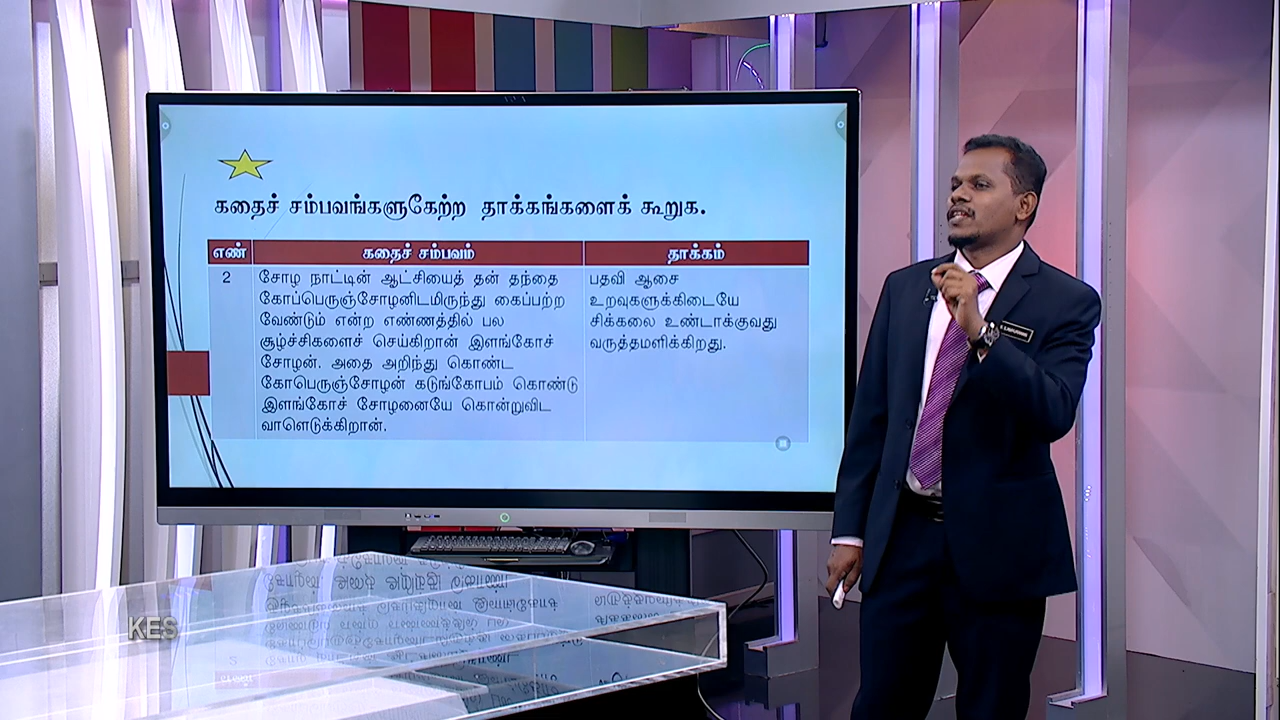 கதைச் சம்பவங்களுகேற்ற தாக்கங்களைக் கூறுக.
எண் கதைச் சம்பவம் தாக்கம்
2
சோழ நாட்டின் ஆட்சியைத் தன் தந்தை
கோப்பெருஞ்சோழனிடமிருந்து கைப்பற்ற
வேண்டும் என்ற எண்ணத்தில் பல
சூழ்ச்சிகளைச் செய்கிறான் இளங்கோச்
சோழன். அதை அறிந்து கொண்ட
கோபெருஞ்சோழன் கடுங்கோபம் கொண்டு
இளங்கோச் சோழனையே கொன்றுவிட
வாளெடுக்கிறான்.
பதவி ஆசை
உறவுகளுக்கிடையே
சிக்கலை உண்டாக்குவது
வருத்தமளிக்கிறது.
KES